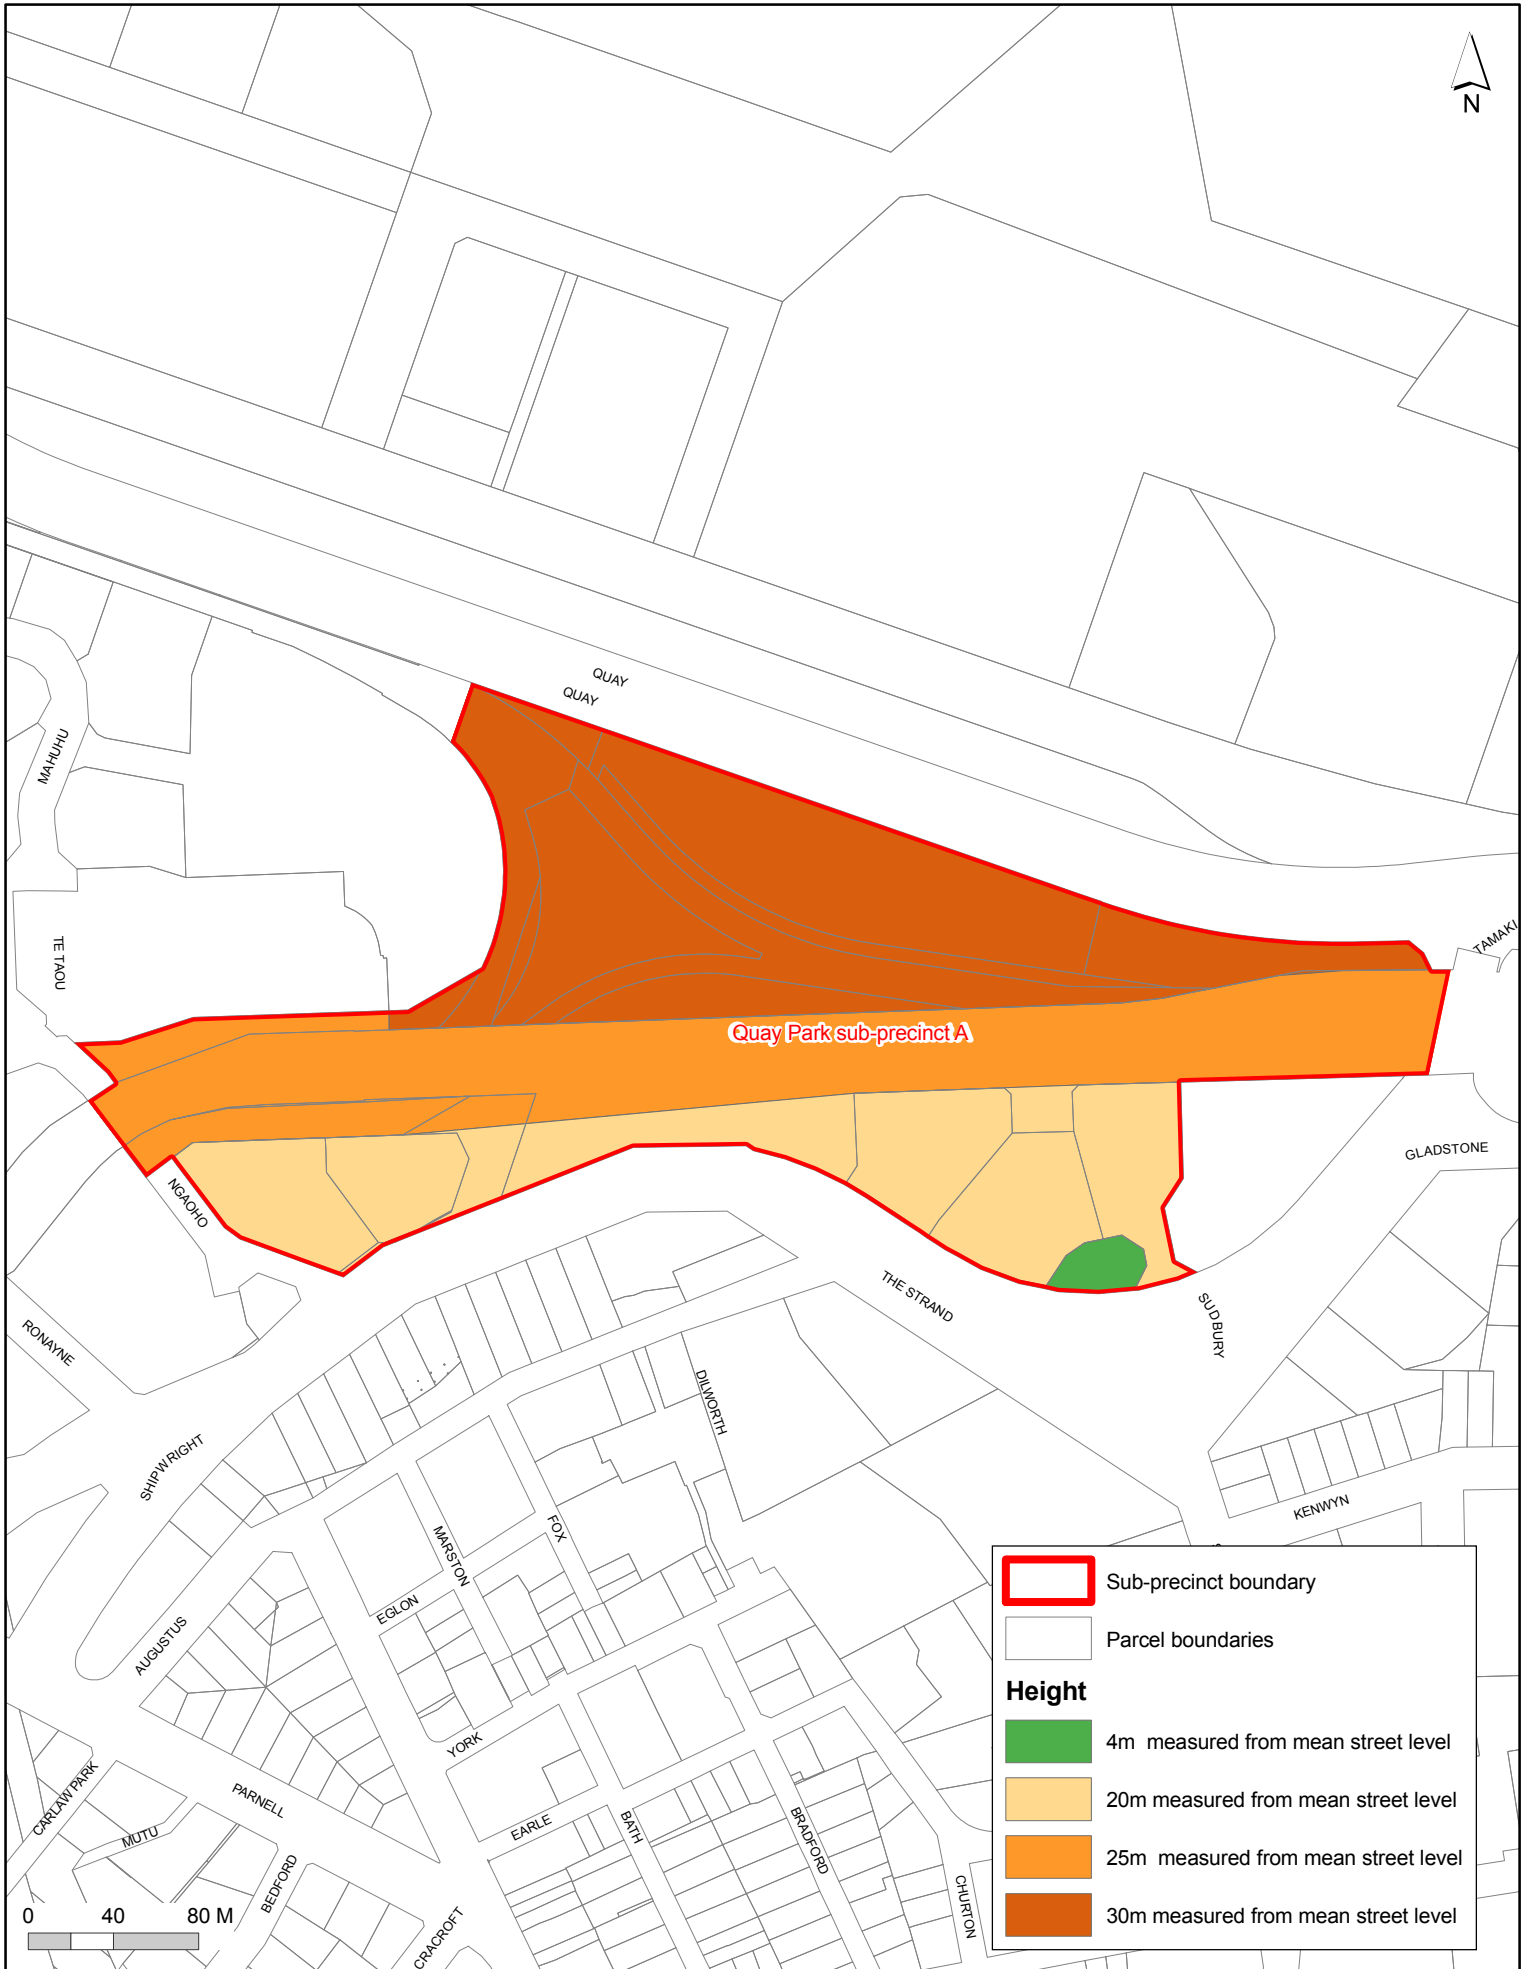 N
QUAY
QUAY
MAHUHU
TE TAOU
TAMAKI
Quay Park sub-precinct A
GLADSTONE
NGAOHO
THE STRAND
SUDBURY
RONAYNE
DILWORTH
SHIPWRIGHT
KENWYN
FOX
MARSTON
EGLON
AUGUSTUS
YORK
CARLAW PARK
PARNELL
MUTU
EARLE
BATH
BRADFORD
BEDFORD
CHURTON
CRACROFT
0 40 80 M
Sub-precinct boundary
Parcel boundaries
Height
4m measured from mean street level
20m measured from mean street level
25m measured from mean street level
30m measured from mean street level